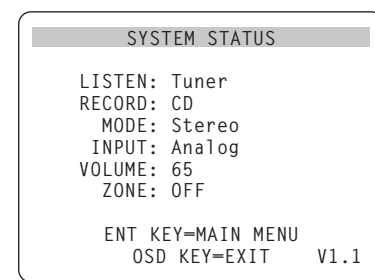 SYSTEM STATUS
LISTEN: Tuner
RECORD: CD
MODE: Stereo
INPUT: Analog
VOLUME: 65
ZONE: OFF
ENT KEY=MAIN MENU
OSD KEY=EXIT V1.1